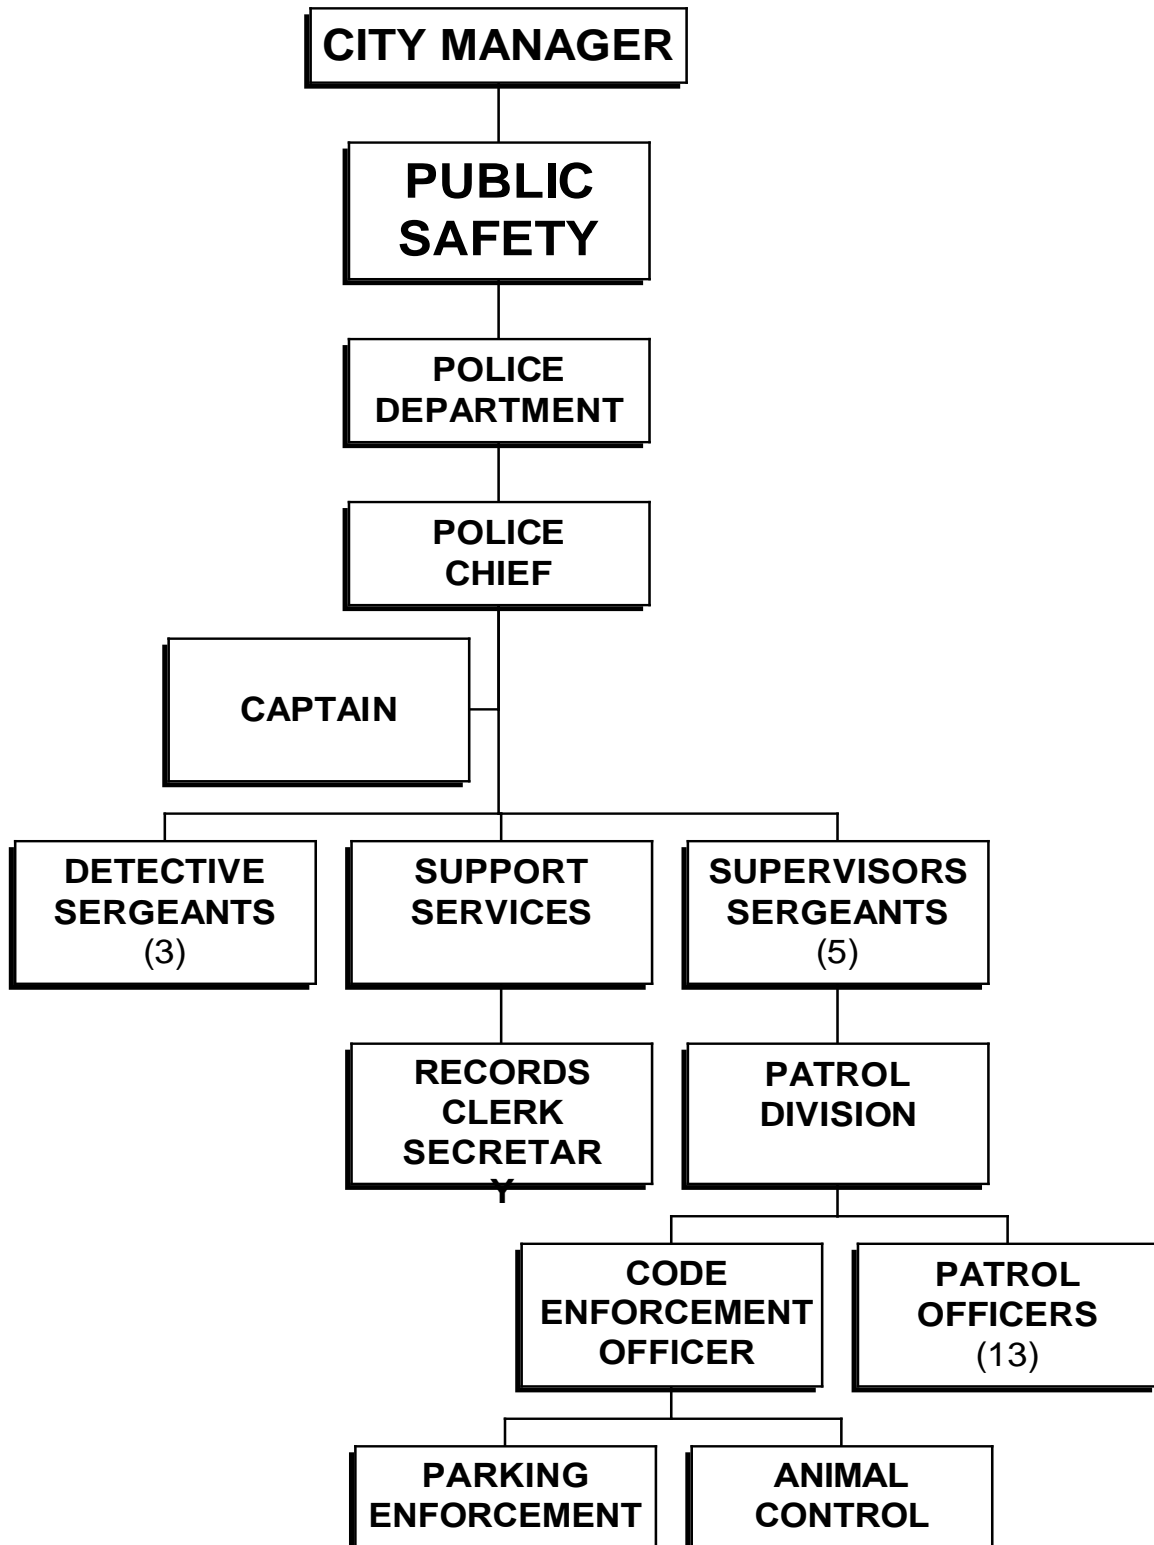 CITY MANAGER
PUBLIC
SAFETY
POLICE
DEPARTMENT
POLICE
CHIEF
CAPTAIN
DETECTIVE
SERGEANTS
(3)
SUPPORT
SERVICES
SUPERVISORS
SERGEANTS
(5)
RECORDS
CLERK
SECRETAR
Y
PATROL
DIVISION
CODE
ENFORCEMENT
OFFICER
PATROL
OFFICERS
(13)
PARKING
ENFORCEMENT
ANIMAL
CONTROL